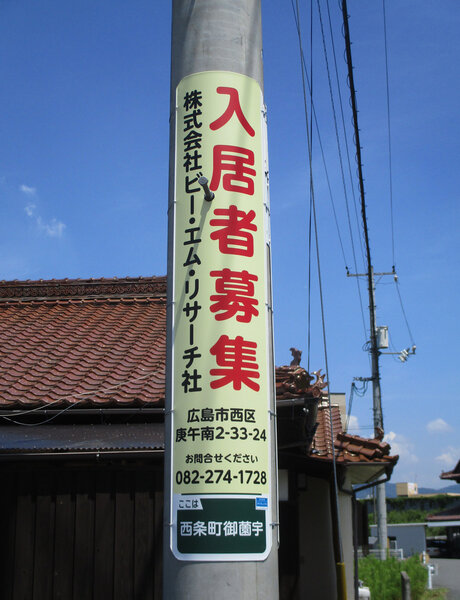 入居者募集
株式会社ビー・エム・リサーチ社
広島市西区
庚午南2-33-24
お問合せください
082-274-1728
ここは
西条町御薗宇